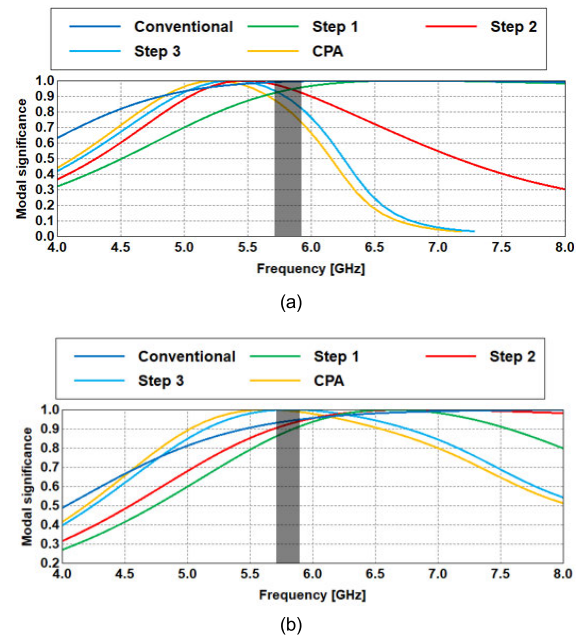 (a)
Conventional Step 1 Step 2
Step 3 CPA
1.0
0.9
0.8
0.7
0.6
0.5
0.4
0.3
0.2
0.1
0.0
Modal significance
4.0 4.5 5.0 5.5 6.0 6.5 7.0 7.5 8.0
Frequency [GHz]
(a)
Conventional Step 1 Step 2
Step 3 CPA
1.0
0.9
0.8
0.7
0.6
0.5
0.4
0.3
0.2
Modal significance
4.0 4.5 5.0 5.5 6.0 6.5 7.0 7.5 8.0
Frequency [GHz]
(b)